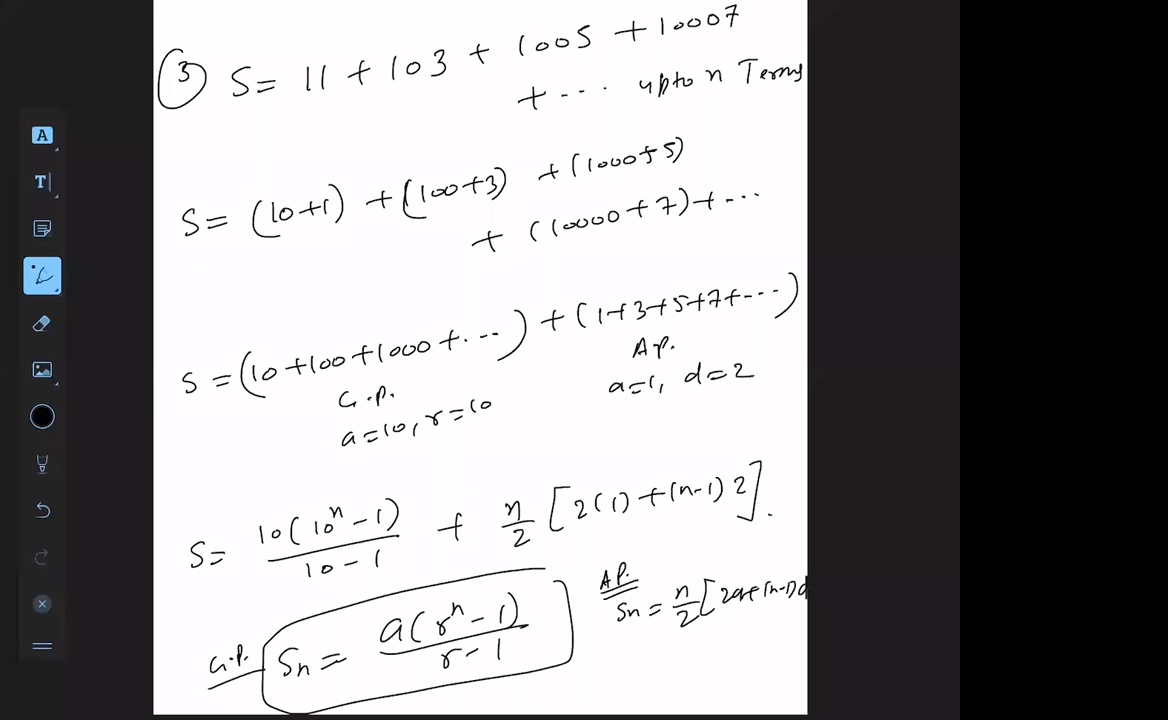 ③ S = 11 + 103 + 1005 + 10007
+ ... upto n Terms
S = (10+1) + (100+3) + (1000+5)
+ (10000+7) + ...
S = (10+100+1000+...) + (1+3+5+7+...)
G.P. A.P.
a=10, r=10 a=1, d=2
S = 10(10^n - 1)/(10 - 1) + n/2 [2(1) + (n-1) 2].
G.P. Sn = a(r^n - 1)/(r - 1)
A.P. Sn = n/2 [2a+(n-1)d
A
T